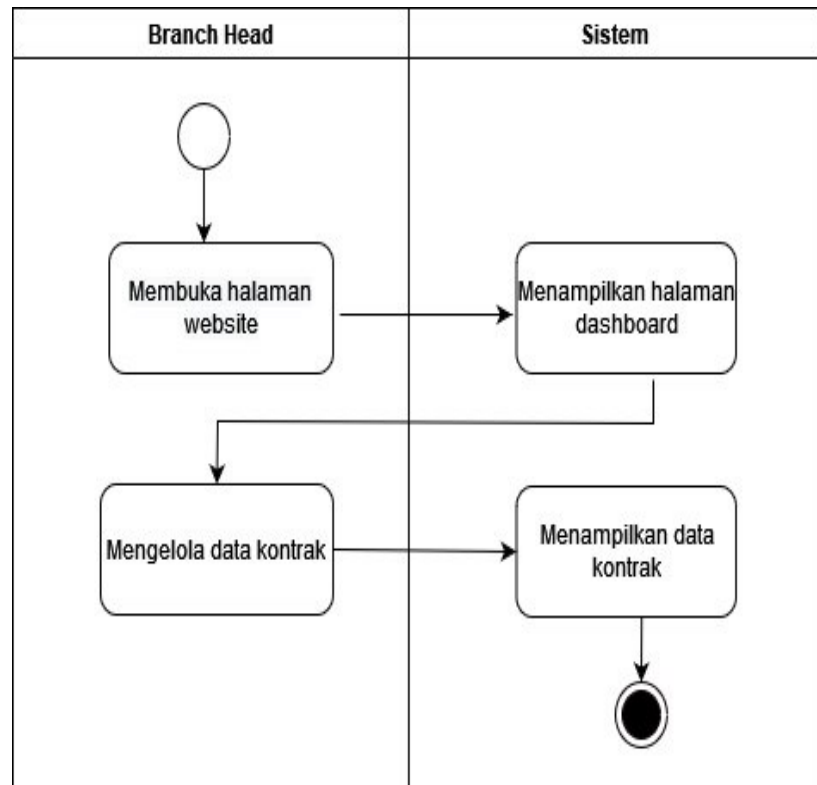 Branch Head
Sistem
Membuka halaman
website
Menampilkan halaman
dashboard
Mengelola data kontrak
Menampilkan data
kontrak